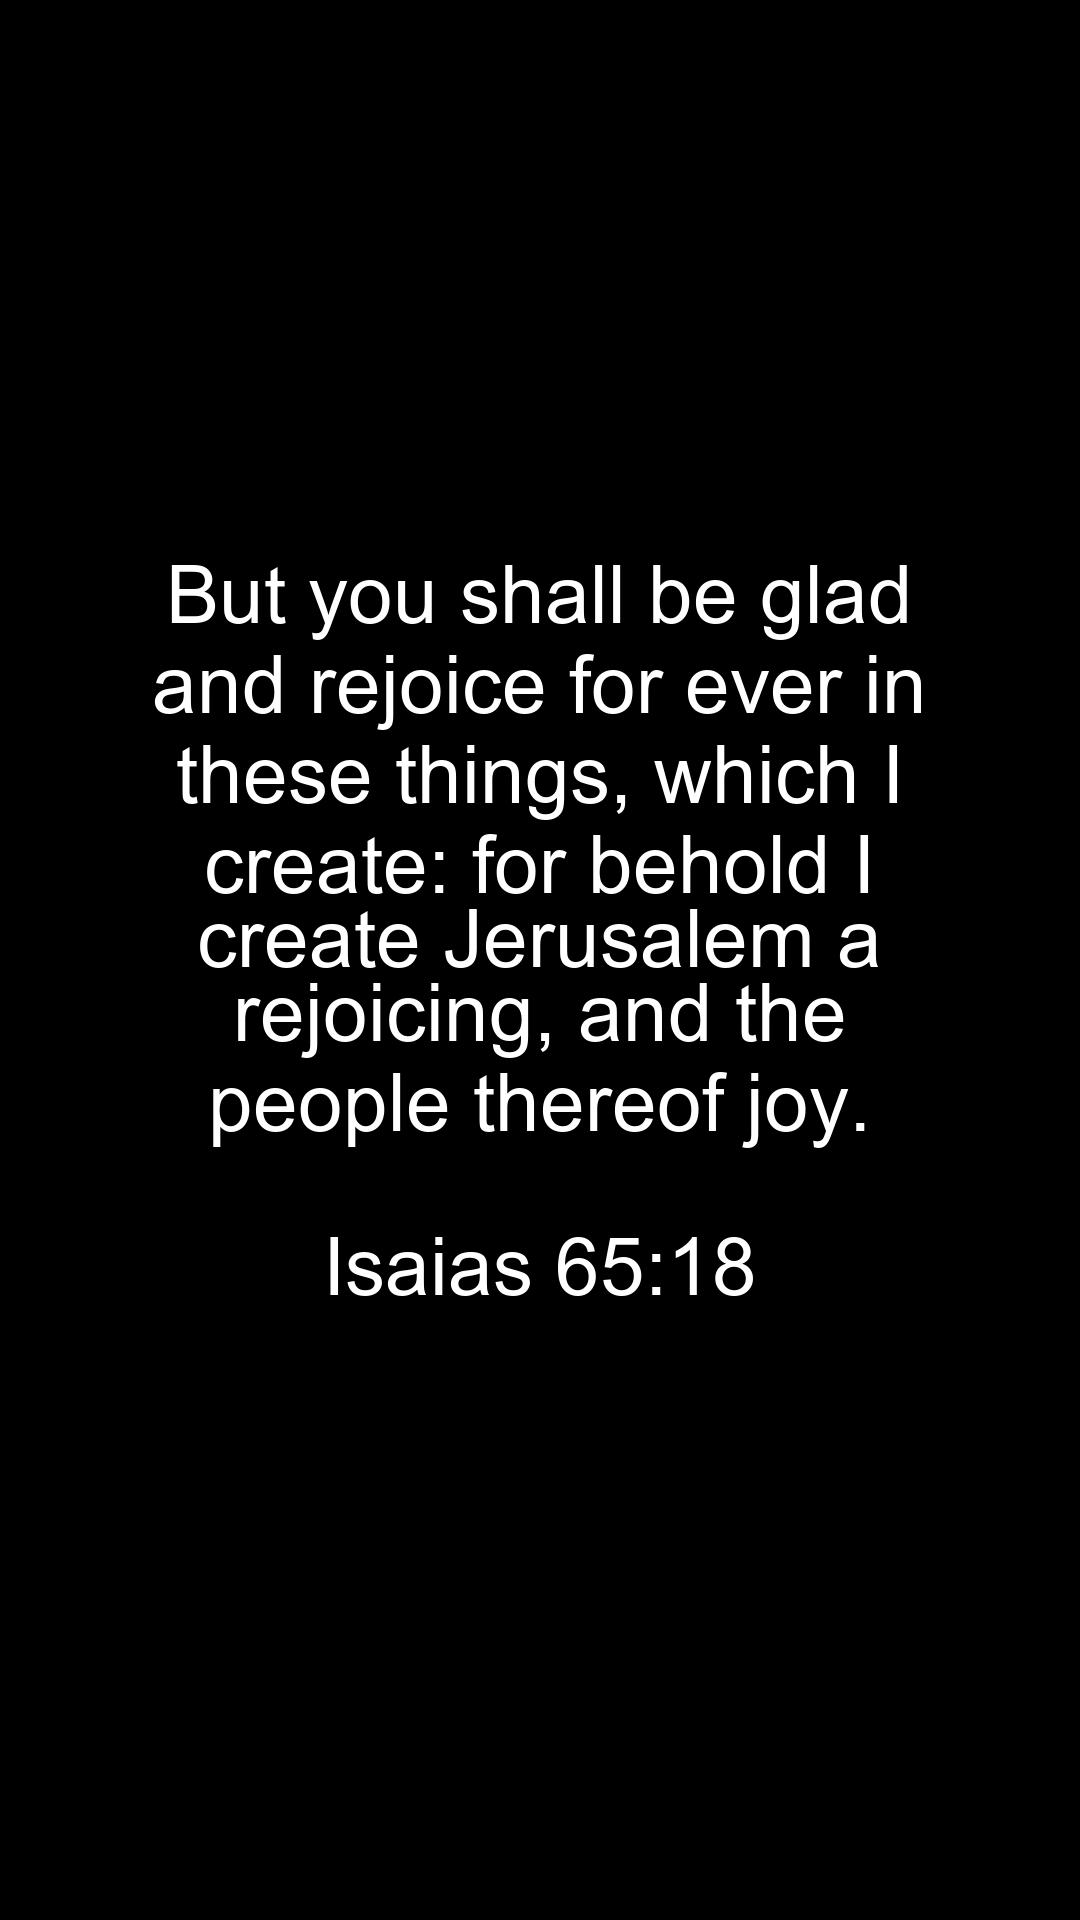 But you shall be glad
and rejoice for ever in
these things, which I
create: for behold I
create Jerusalem a
rejoicing, and the
people thereof joy.
Isaias 65:18